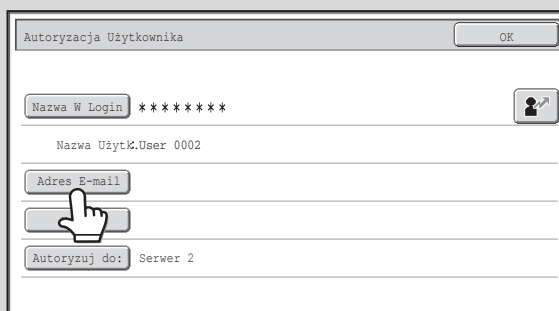 Autoryzacja Użytkownika OK
Nazwa W Login ********
Nazwa Użytk.:User 0002
Adres E-mail
Autoryzuj do: Serwer 2